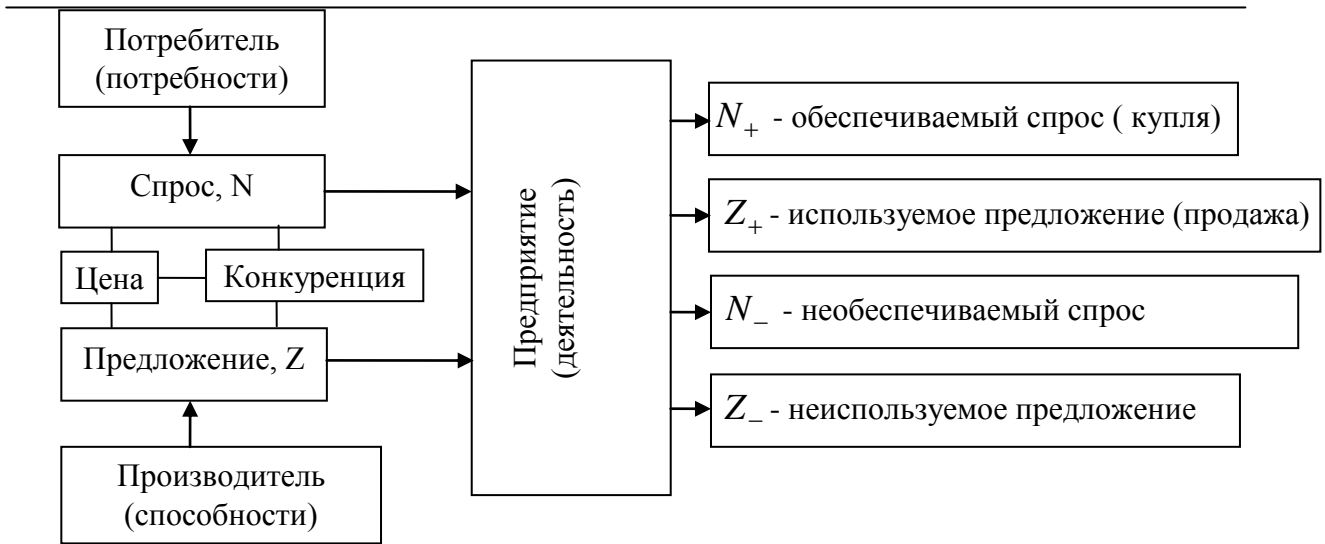 Потребитель
(потребности)
Спрос, N
Цена
Конкуренция
Предложение, Z
Производитель
(способности)
Предприятие
(деятельность)
N₊ - обеспечиваемый спрос ( купля)
Z₊ - используемое предложение (продажа)
N₋ - необеспечиваемый спрос
Z₋ - неиспользуемое предложение